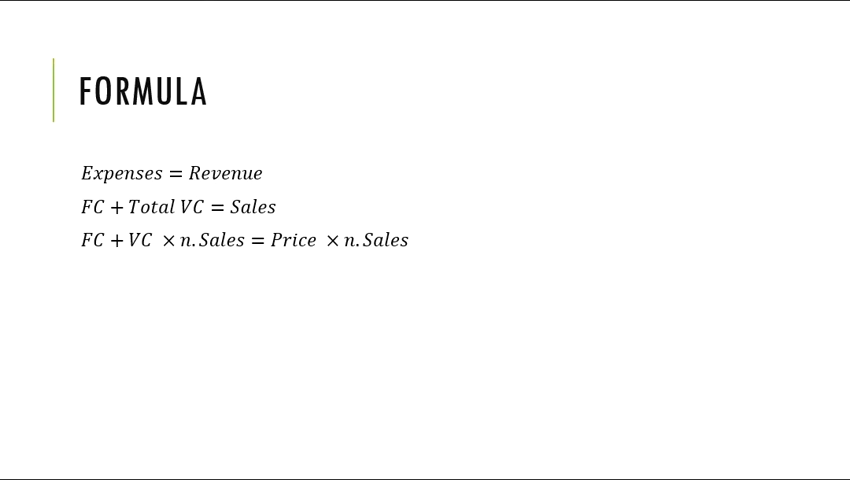 FORMULA
Expenses = Revenue
FC + Total VC = Sales
FC + VC × n.Sales = Price × n.Sales